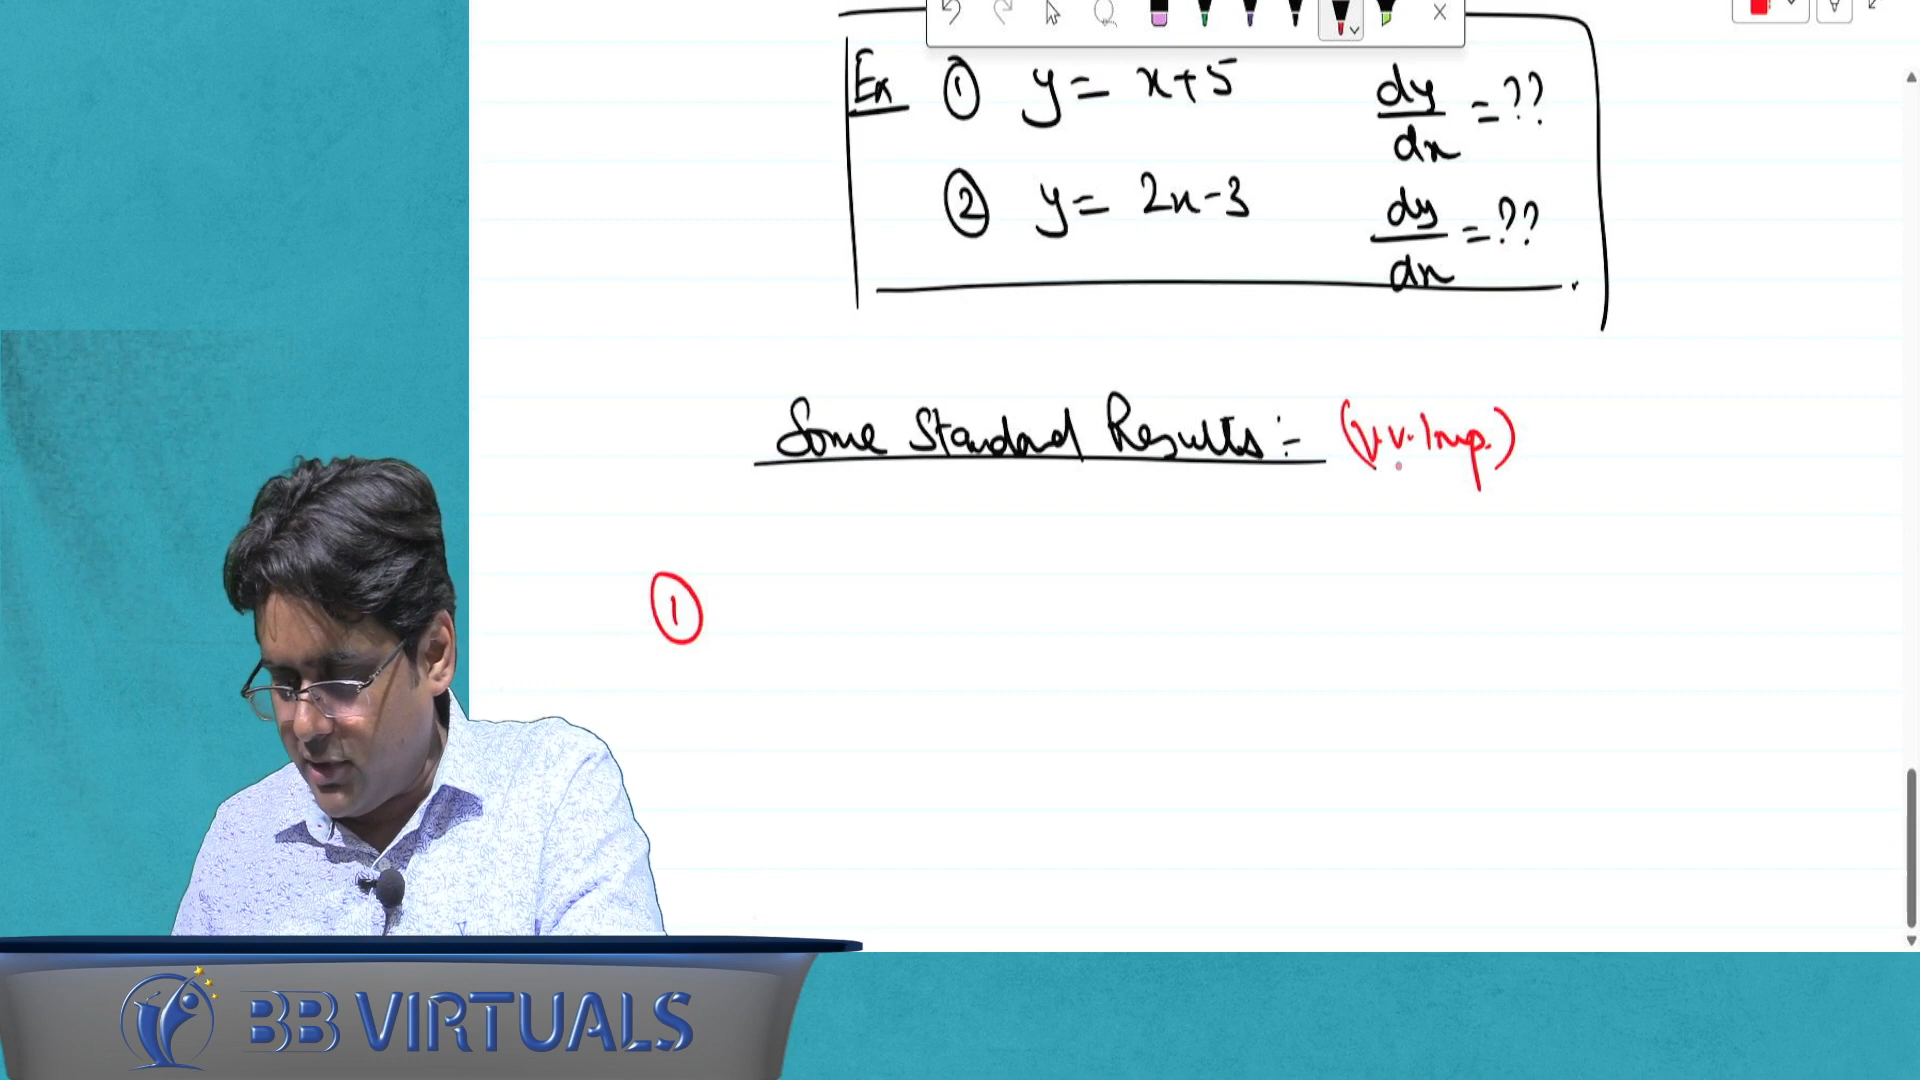 Ex ① y = x+5 dy/dx = ??
② y = 2x-3 dy/dx = ??
Some Standard Results :- (v.v.Imp.)
①
BB VIRTUALS